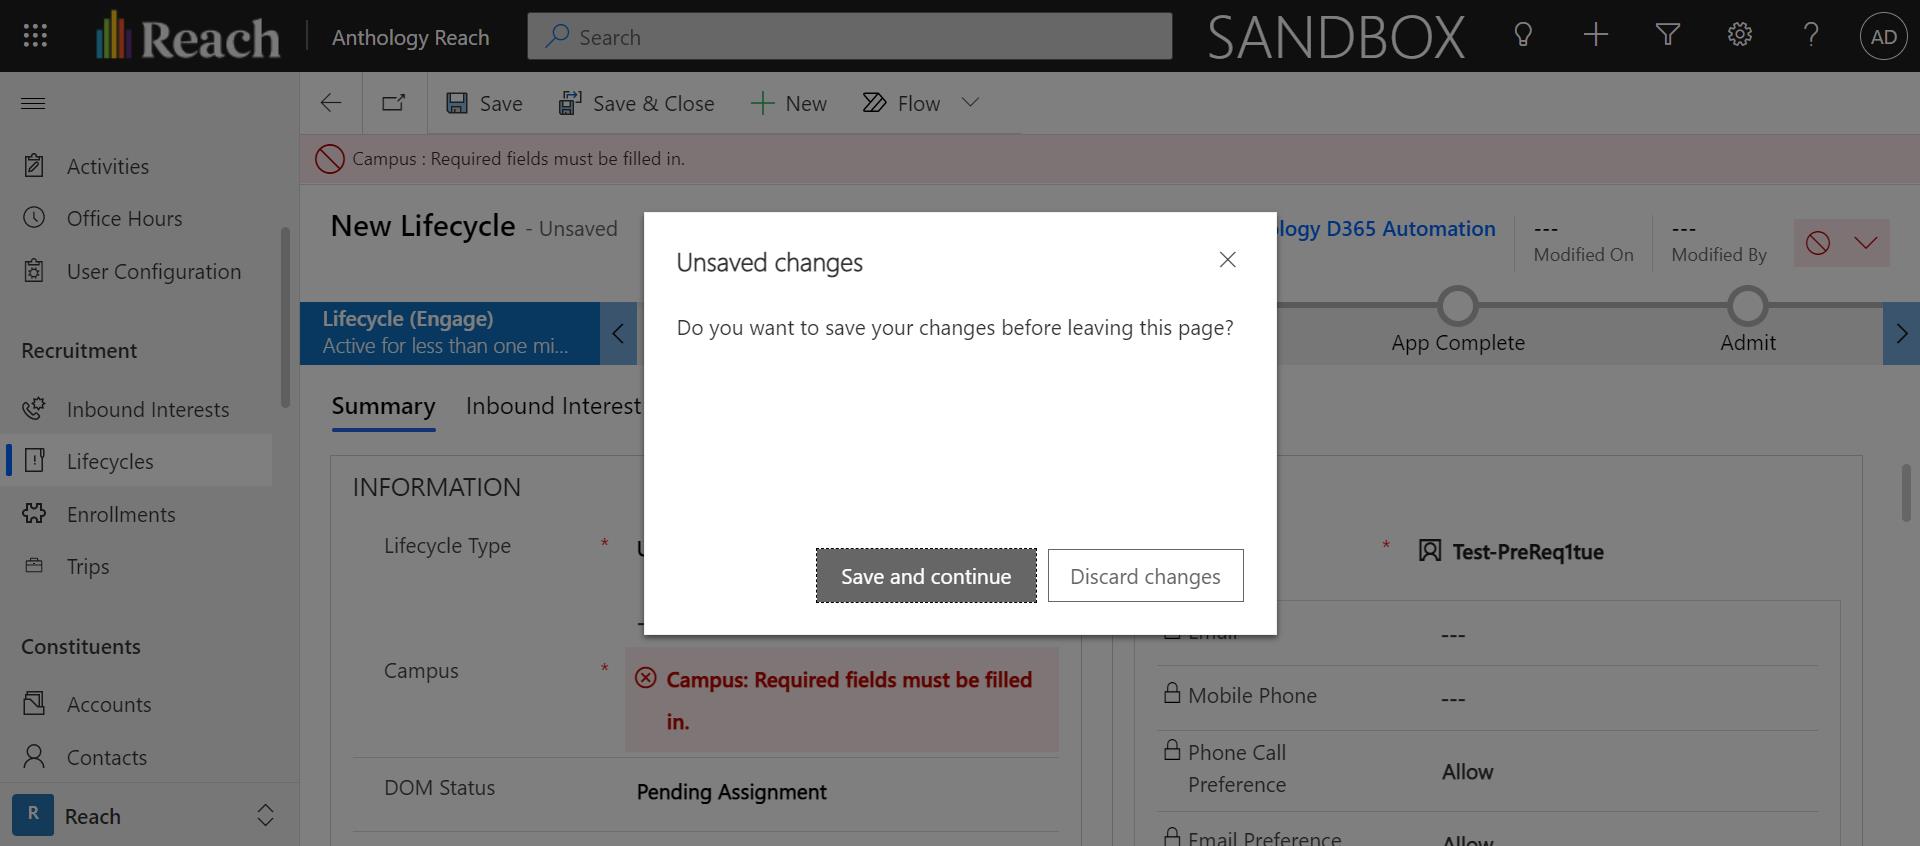 Reach
Anthology Reach
Search
SANDBOX
AD
Save
Save & Close
New
Flow
Campus : Required fields must be filled in.
Activities
Office Hours
User Configuration
Recruitment
Inbound Interests
Lifecycles
Enrollments
Trips
Constituents
Accounts
Contacts
R
Reach
New Lifecycle - Unsaved
logy D365 Automation
---
Modified On
---
Modified By
Lifecycle (Engage)
Active for less than one mi...
App Complete
Admit
Summary
Inbound Interest
Unsaved changes
Do you want to save your changes before leaving this page?
Save and continue
Discard changes
INFORMATION
Lifecycle Type *
Campus *
Campus: Required fields must be filled
in.
DOM Status
Pending Assignment
* Test-PreReq1tue
Email
---
Mobile Phone
---
Phone Call
Preference
Allow
Email Preference
Allow